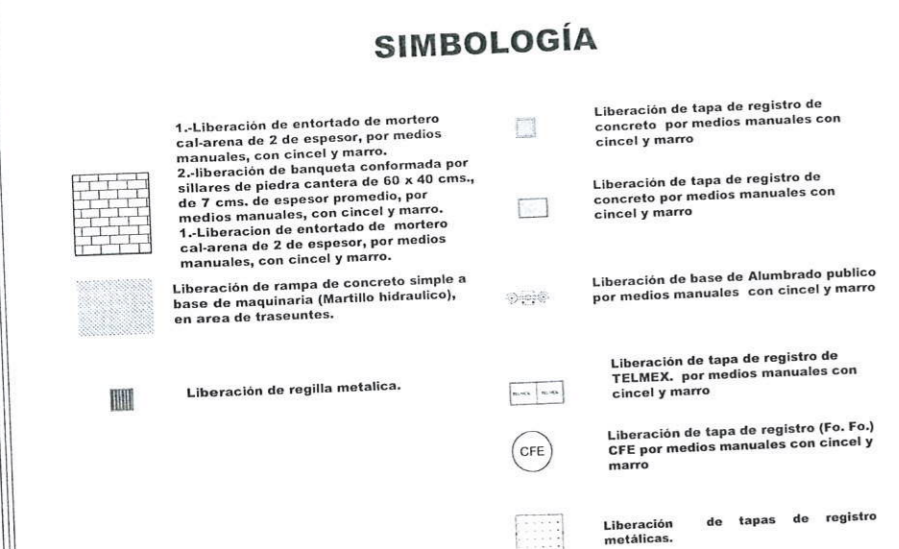 SIMBOLOGÍA
1.-Liberación de entortado de mortero
cal-arena de 2 de espesor, por medios
manuales, con cincel y marro.
2.-liberación de banqueta conformada por
sillares de piedra cantera de 60 x 40 cms.,
de 7 cms. de espesor promedio, por
medios manuales, con cincel y marro.
1.-Liberacion de entortado de mortero
cal-arena de 2 de espesor, por medios
manuales, con cincel y marro.
Liberación de rampa de concreto simple a
base de maquinaria (Martillo hidraulico),
en area de traseuntes.
Liberación de regilla metalica.
Liberación de tapa de registro de
concreto por medios manuales con
cincel y marro
Liberación de tapa de registro de
concreto por medios manuales con
cincel y marro
Liberación de base de Alumbrado publico
por medios manuales con cincel y marro
Liberación de tapa de registro de
TELMEX. por medios manuales con
cincel y marro
CFE
Liberación de tapa de registro (Fo. Fo.)
CFE por medios manuales con cincel y
marro
Liberación de tapas de registro
metálicas.